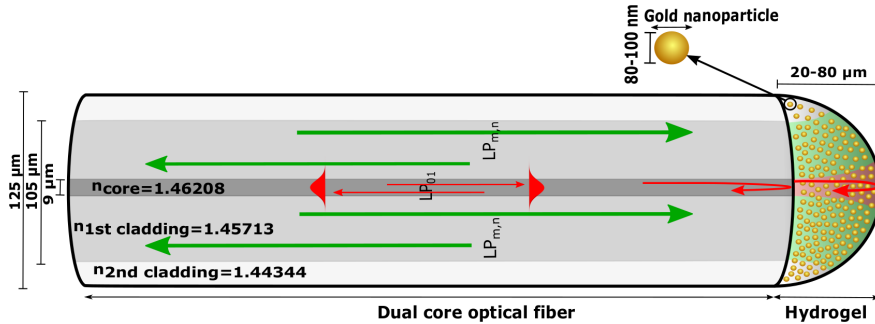 Gold nanoparticle
80-100 nm
20-80 μm
LPm,n
125 μm
105 μm
9 μm
ncore=1.46208
LP01
n1st cladding=1.45713
LPm,n
n2nd cladding=1.44344
Dual core optical fiber
Hydrogel